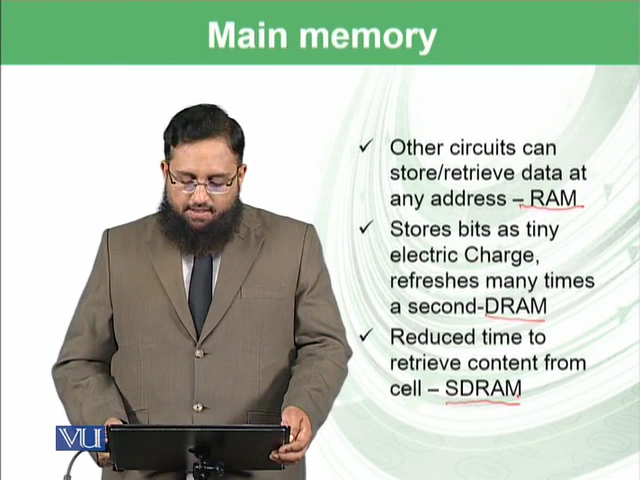 Main memory
✓ Other circuits can
store/retrieve data at
any address – RAM
✓ Stores bits as tiny
electric Charge,
refreshes many times
a second-DRAM
✓ Reduced time to
retrieve content from
cell – SDRAM
VU